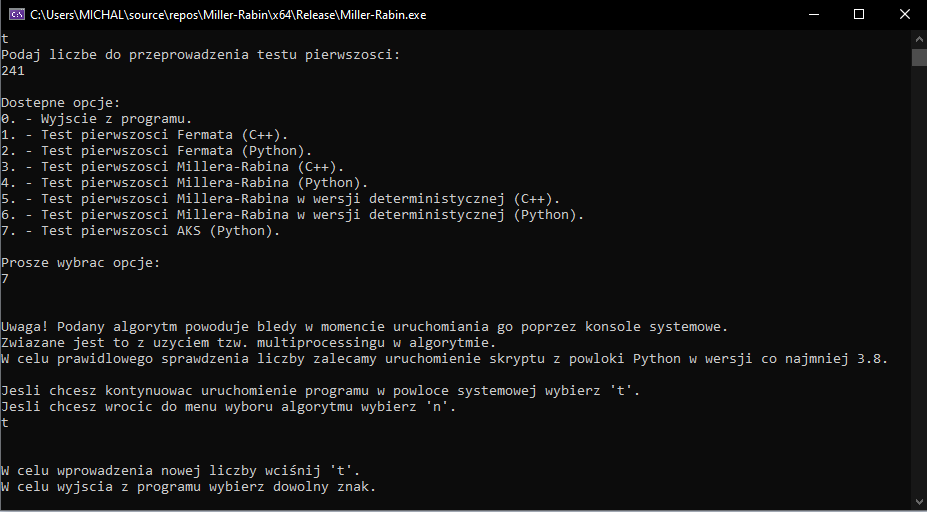 C:\Users\MICHAL\source\repos\Miller-Rabin\x64\Release\Miller-Rabin.exe
t
Podaj liczbe do przeprowadzenia testu pierwszosci:
241
Dostepne opcje:
0. - Wyjscie z programu.
1. - Test pierwszosci Fermata (C++).
2. - Test pierwszosci Fermata (Python).
3. - Test pierwszosci Millera-Rabina (C++).
4. - Test pierwszosci Millera-Rabina (Python).
5. - Test pierwszosci Millera-Rabina w wersji deterministycznej (C++).
6. - Test pierwszosci Millera-Rabina w wersji deterministycznej (Python).
7. - Test pierwszosci AKS (Python).
Prosze wybrac opcje:
7
Uwaga! Podany algorytm powoduje bledy w momencie uruchomiania go poprzez konsole systemowe.
Zwiazane jest to z uzyciem tzw. multiprocessingu w algorytmie.
W celu prawidlowego sprawdzenia liczby zalecamy uruchomienie skryptu z powloki Python w wersji co najmniej 3.8.
Jesli chcesz kontynuowac uruchomienie programu w powloce systemowej wybierz 't'.
Jesli chcesz wrocic do menu wyboru algorytmu wybierz 'n'.
t
W celu wprowadzenia nowej liczby wciśnij 't'.
W celu wyjscia z programu wybierz dowolny znak.